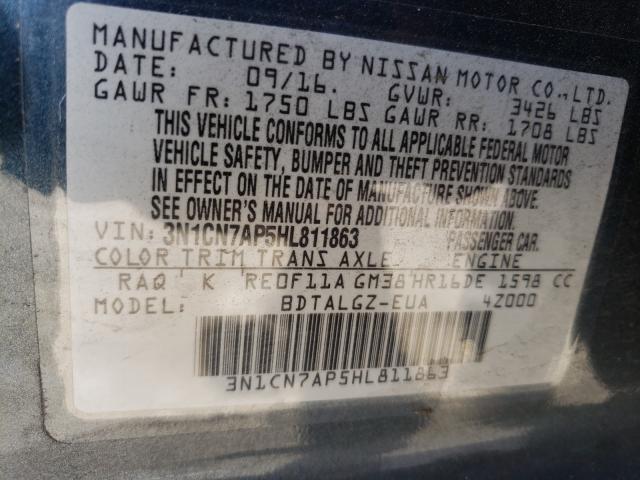 MANUFACTURED BY NISSAN MOTOR CO.,LTD.
DATE: 09/16. GVWR: 3426 LBS
GAWR FR: 1750 LBS GAWR RR: 1708 LBS
THIS VEHICLE CONFORMS TO ALL APPLICABLE FEDERAL MOTOR
VEHICLE SAFETY, BUMPER AND THEFT PREVENTION STANDARDS
IN EFFECT ON THE DATE OF MANUFACTURE SHOWN ABOVE.
SEE OWNER'S MANUAL FOR ADDITIONAL INFORMATION.
VIN: 3N1CN7AP5HL811863 PASSENGER CAR.
COLOR TRIM TRANS AXLE ENGINE
RAQ K RE0F11A GM38 HR16DE 1598 CC
MODEL: BDTALGZ-EUA 4Z000
3N1CN7AP5HL811863